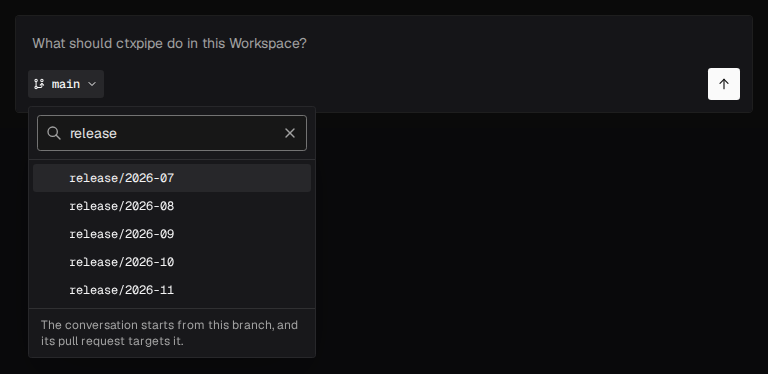 What should ctxpipe do in this Workspace?
main
release
release/2026-07
release/2026-08
release/2026-09
release/2026-10
release/2026-11
The conversation starts from this branch, and
its pull request targets it.